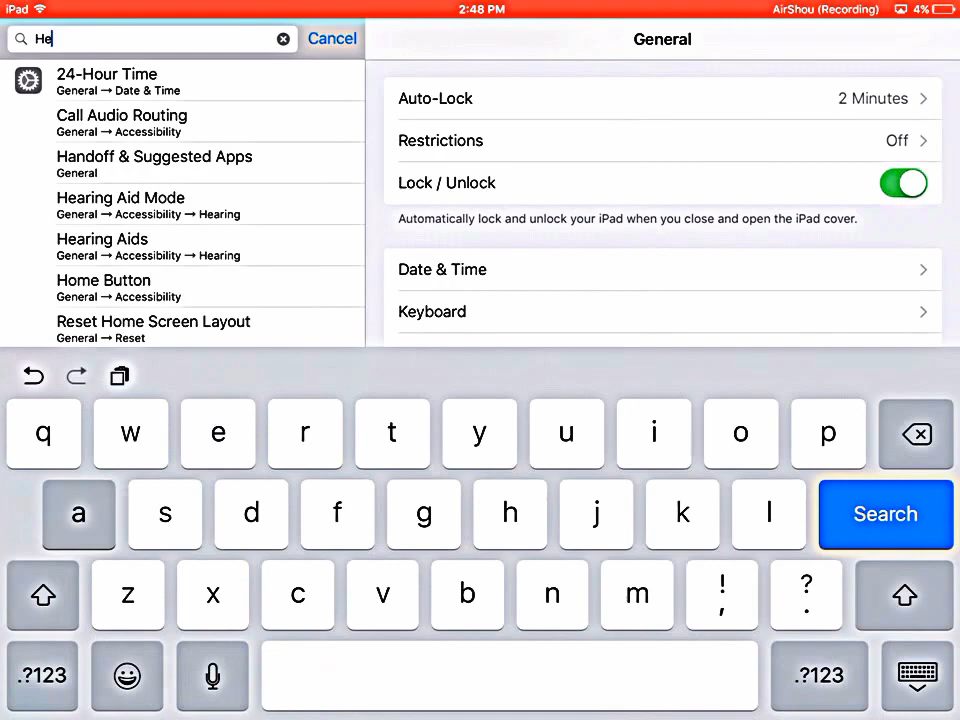 iPad 2:48 PM AirShou (Recording) 4%
He Cancel
General
24-Hour Time
General → Date & Time
Call Audio Routing
General → Accessibility
Handoff & Suggested Apps
General
Hearing Aid Mode
General → Accessibility → Hearing
Hearing Aids
General → Accessibility → Hearing
Home Button
General → Accessibility
Reset Home Screen Layout
General → Reset
Auto-Lock 2 Minutes
Restrictions Off
Lock / Unlock
Automatically lock and unlock your iPad when you close and open the iPad cover.
Date & Time
Keyboard
q w e r t y u i o p
a s d f g h j k l Search
z x c v b n m ! , ? .
.?123 .?123